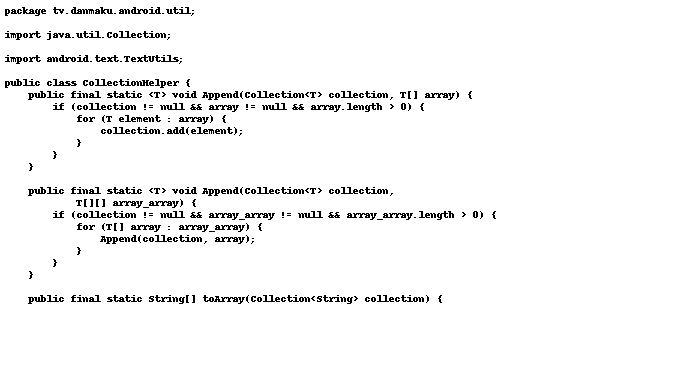 package tv.danmaku.android.util;

import java.util.Collection;

import android.text.TextUtils;

public class CollectionHelper {
    public final static <T> void Append(Collection<T> collection, T[] array) {
        if (collection != null && array != null && array.length > 0) {
            for (T element : array) {
                collection.add(element);
            }
        }
    }

    public final static <T> void Append(Collection<T> collection,
            T[][] array_array) {
        if (collection != null && array_array != null && array_array.length > 0) {
            for (T[] array : array_array) {
                Append(collection, array);
            }
        }
    }

    public final static String[] toArray(Collection<String> collection) {